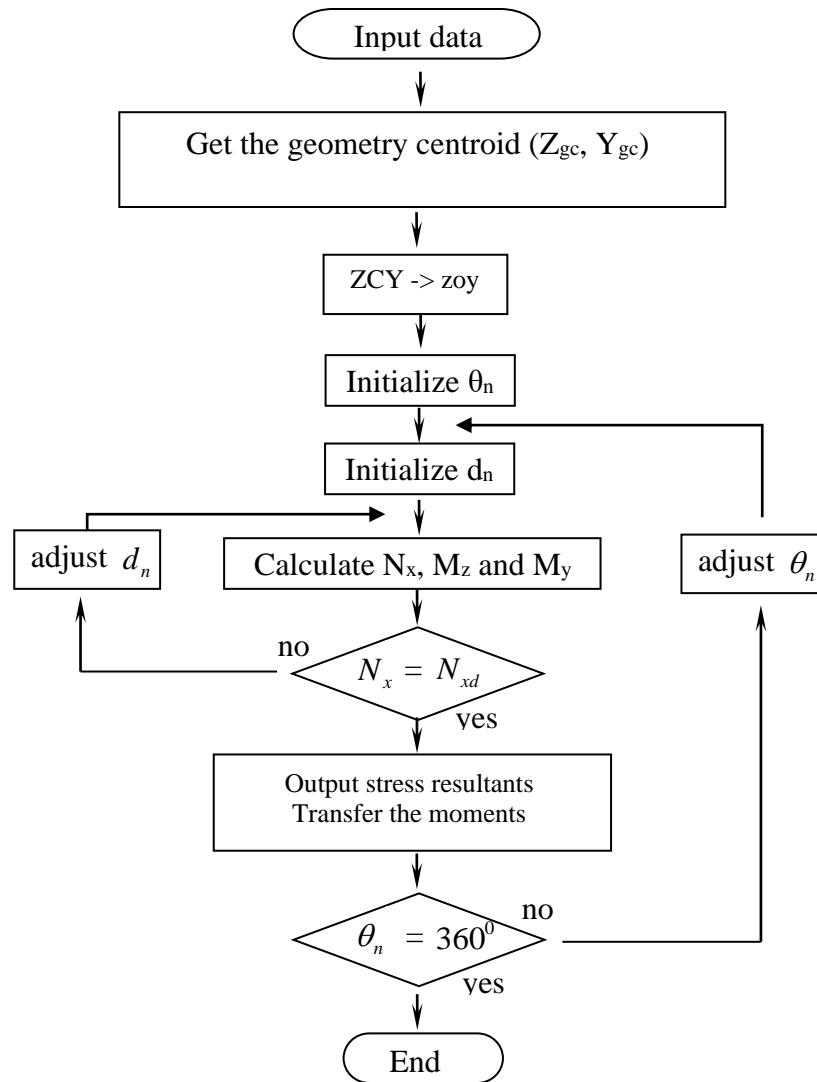 Input data
Get the geometry centroid (Zgc, Ygc)
ZCY -> zoy
Initialize θn
Initialize dn
adjust dn
Calculate Nx, Mz and My
adjust θn
no
Nx = Nxd
yes
Output stress resultants
Transfer the moments
no
θn = 360⁰
yes
End